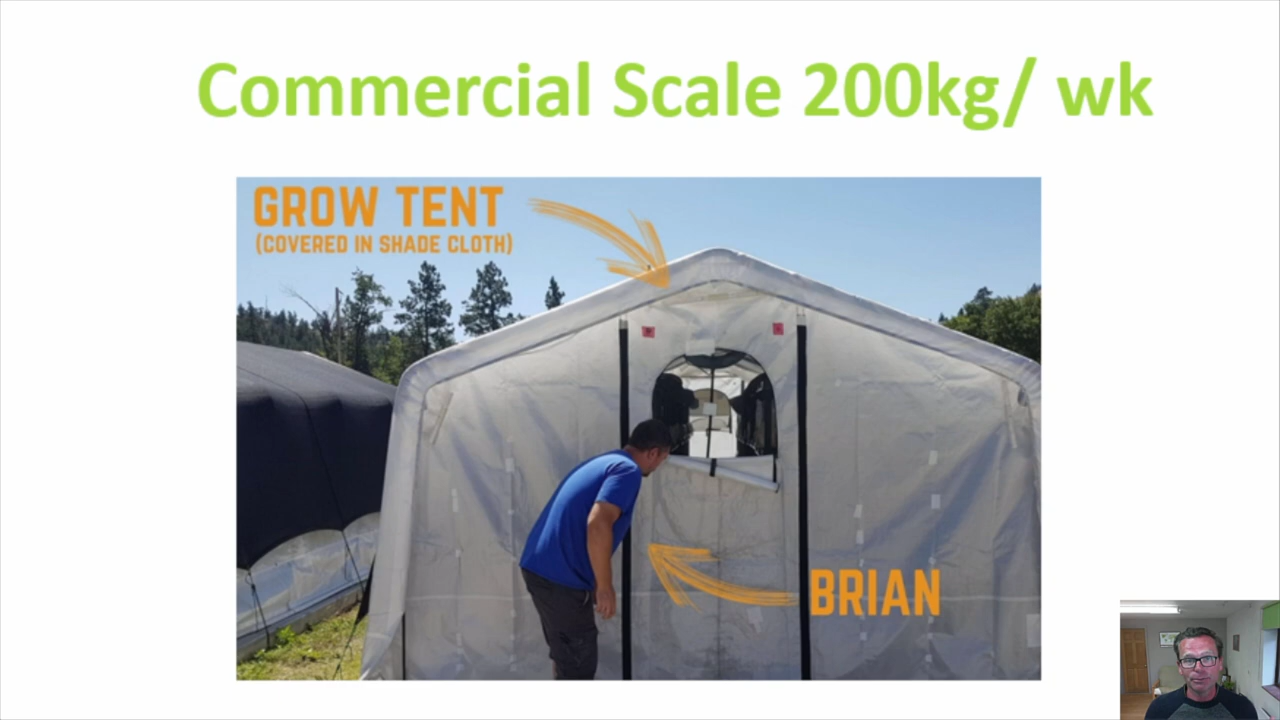 Commercial Scale 200kg/ wk
GROW TENT
(COVERED IN SHADE CLOTH)
BRIAN